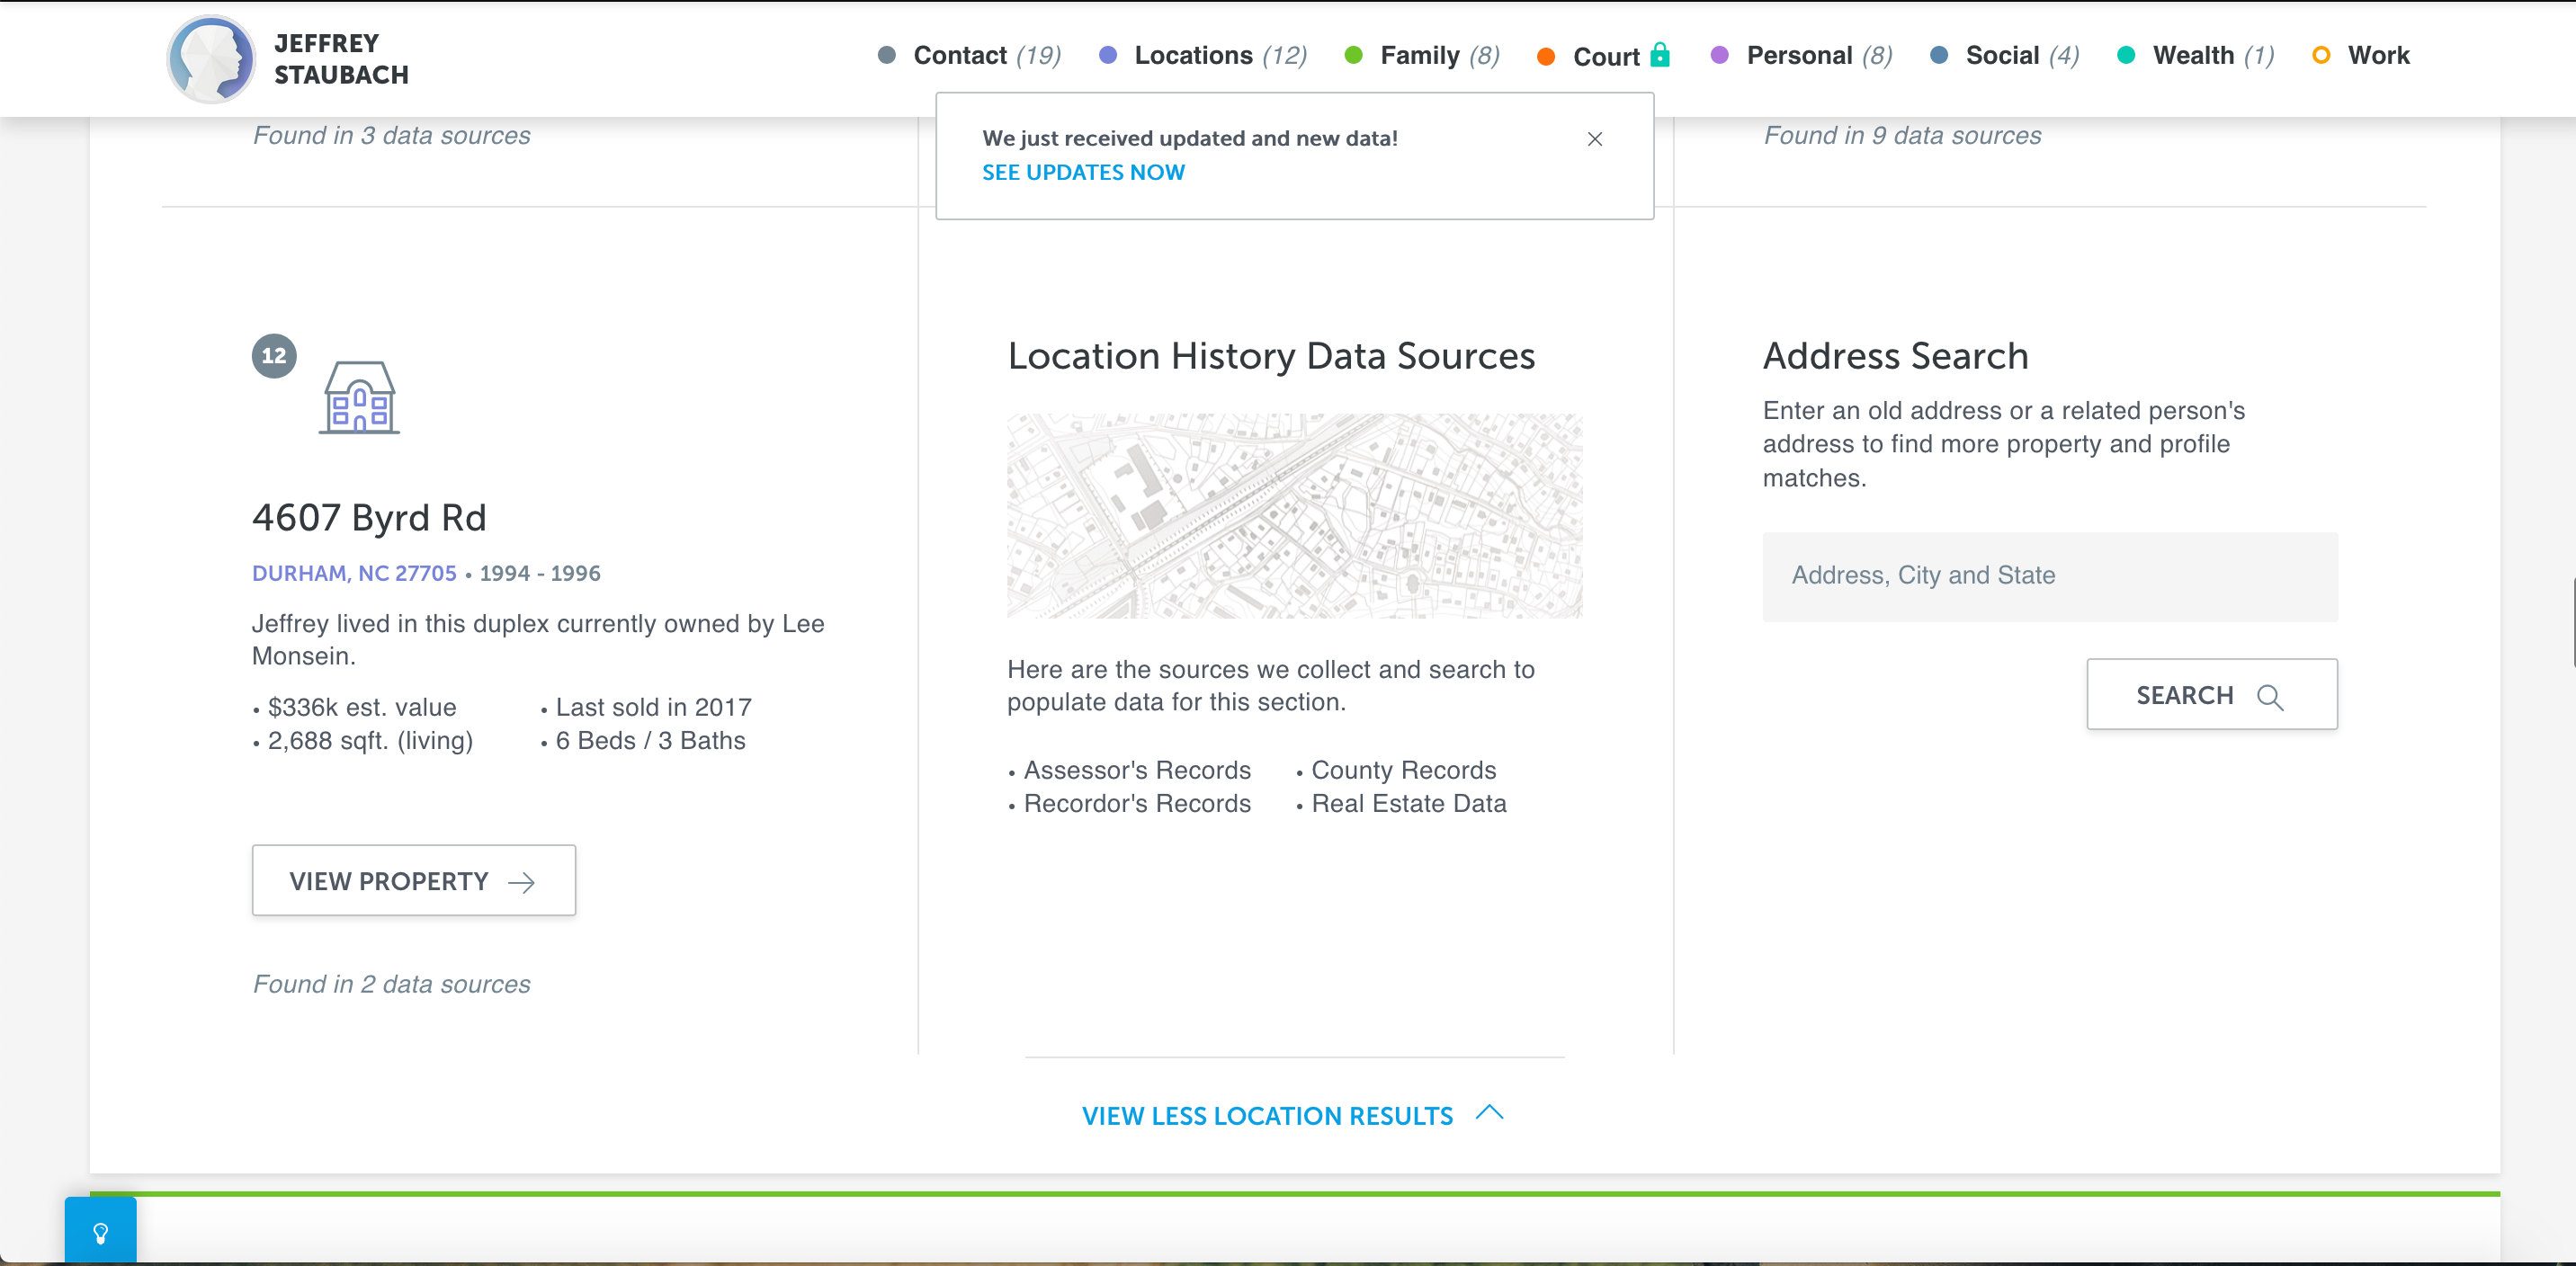 JEFFREY
STAUBACH
Contact (19)
Locations (12)
Family (8)
Court
Personal (8)
Social (4)
Wealth (1)
Work
We just received updated and new data!
SEE UPDATES NOW
Found in 3 data sources
Found in 9 data sources
12
4607 Byrd Rd
DURHAM, NC 27705 • 1994 - 1996
Jeffrey lived in this duplex currently owned by Lee
Monsein.
• $336k est. value
• Last sold in 2017
• 2,688 sqft. (living)
• 6 Beds / 3 Baths
VIEW PROPERTY
Found in 2 data sources
Location History Data Sources
Here are the sources we collect and search to
populate data for this section.
• Assessor's Records
• County Records
• Recordor's Records
• Real Estate Data
Address Search
Enter an old address or a related person's
address to find more property and profile
matches.
Address, City and State
SEARCH
VIEW LESS LOCATION RESULTS